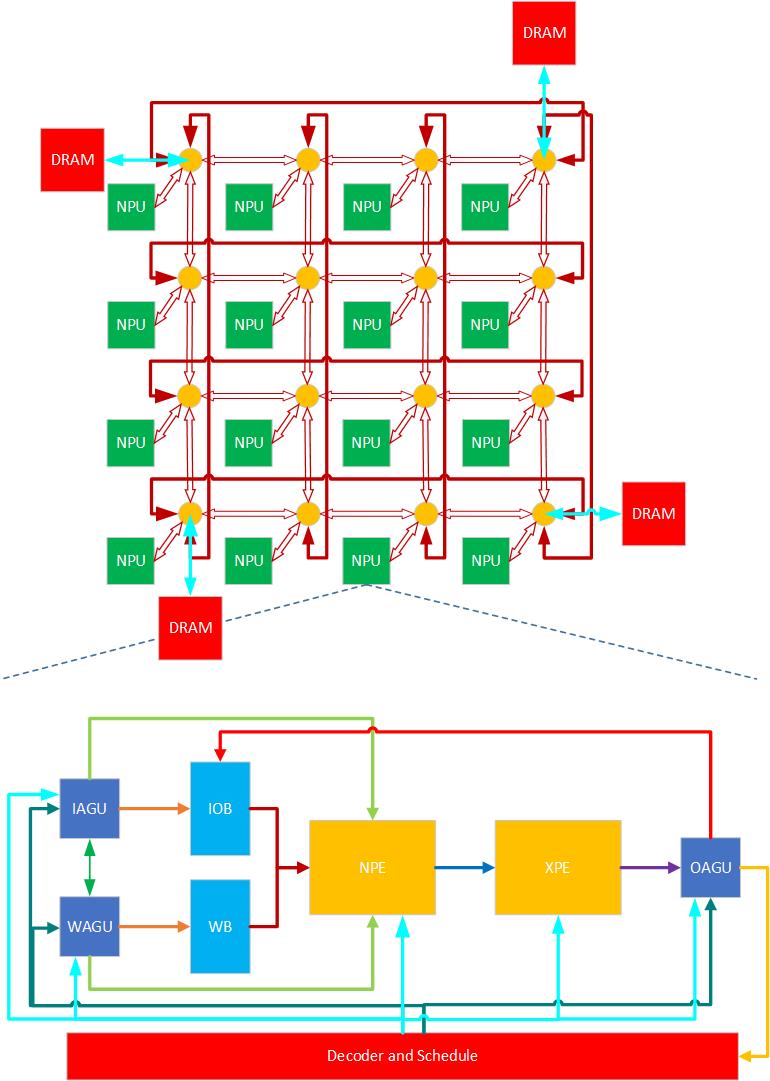 DRAM
DRAM
NPU NPU NPU NPU
NPU NPU NPU NPU
NPU NPU NPU NPU
DRAM
NPU NPU NPU NPU
DRAM
IAGU IOB
NPE XPE OAGU
WAGU WB
Decoder and Schedule